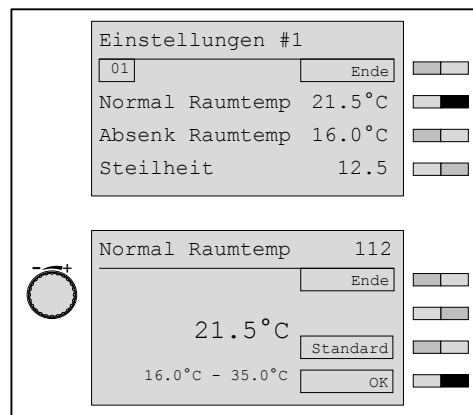 Einstellungen #1
01 Ende
Normal Raumtemp 21.5°C
Absenk Raumtemp 16.0°C
Steilheit 12.5
Normal Raumtemp 112
Ende
- +
21.5°C
Standard
16.0°C - 35.0°C OK